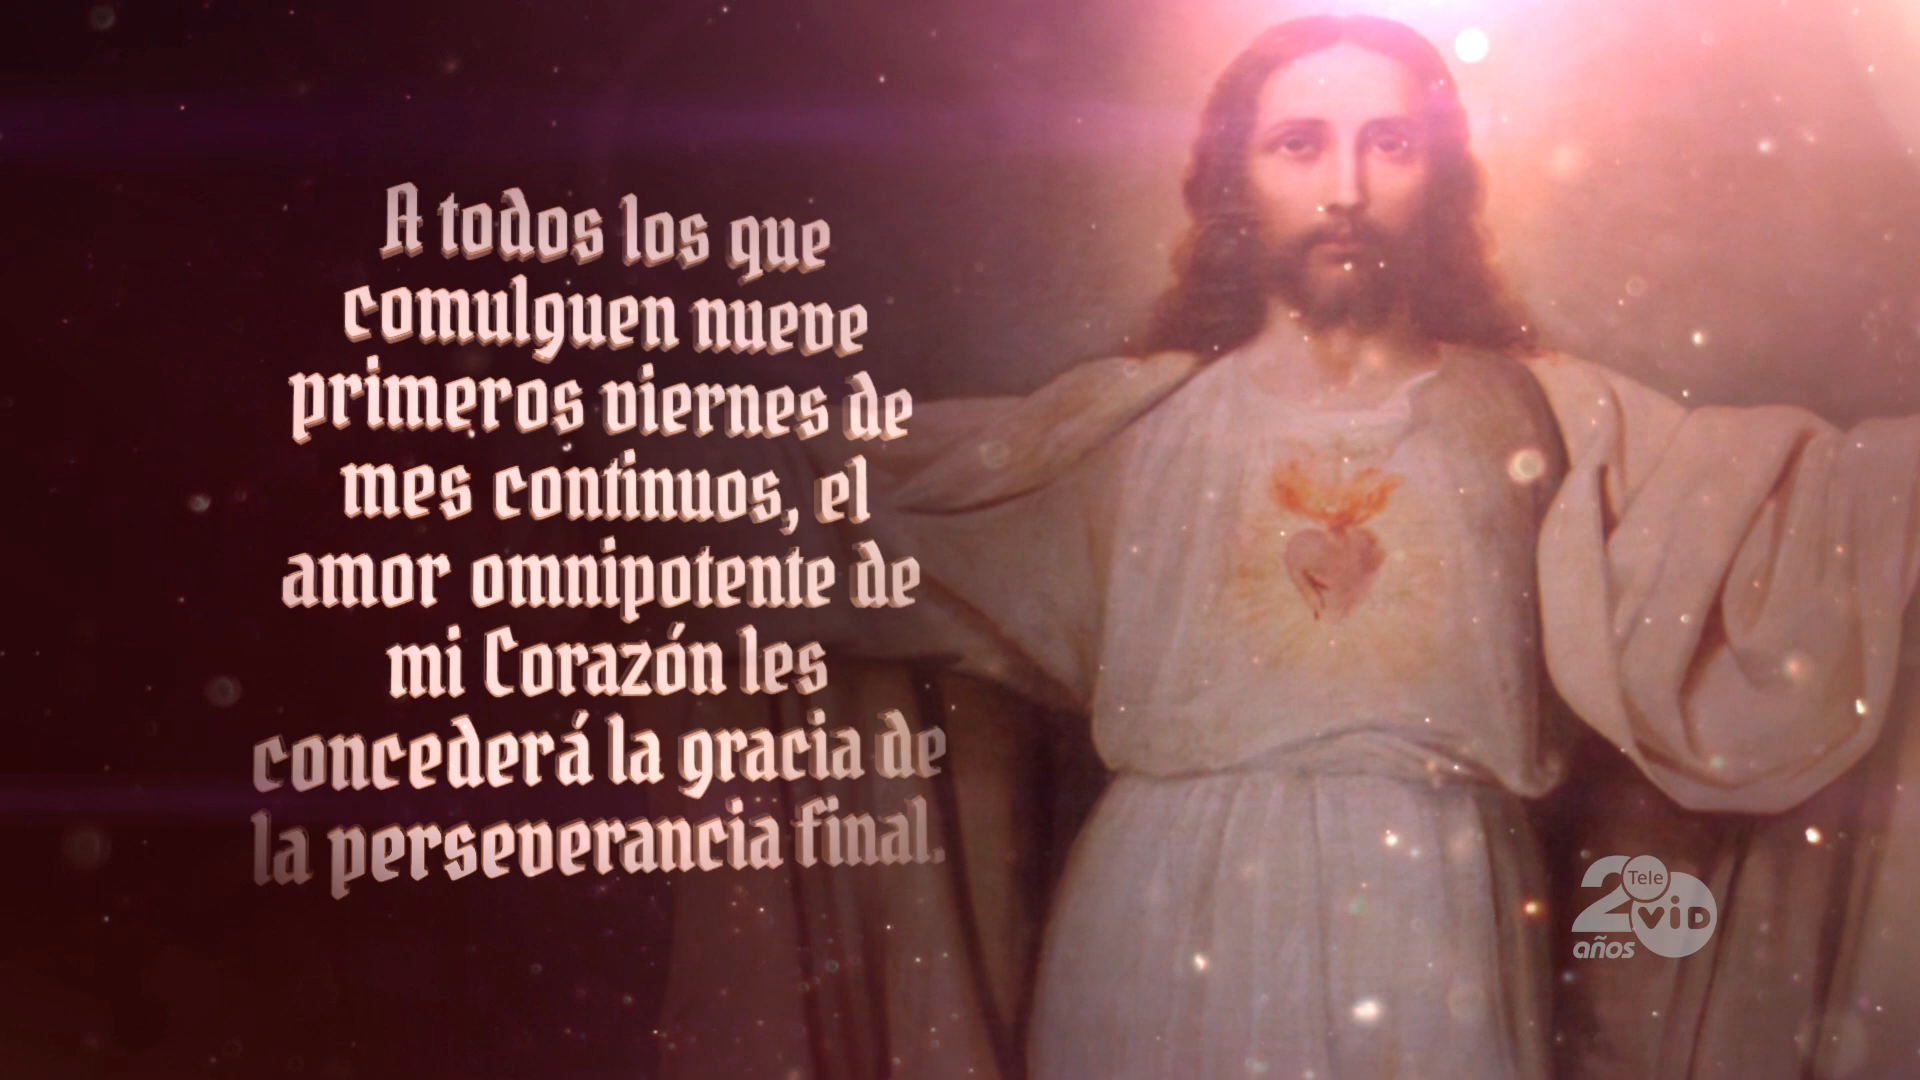 A todos los que
comulguen nueve
primeros viernes de
mes continuos, el
amor omnipotente de
mi Corazón les
concederá la gracia de
la perseverancia final.
20 Tele
VID
años